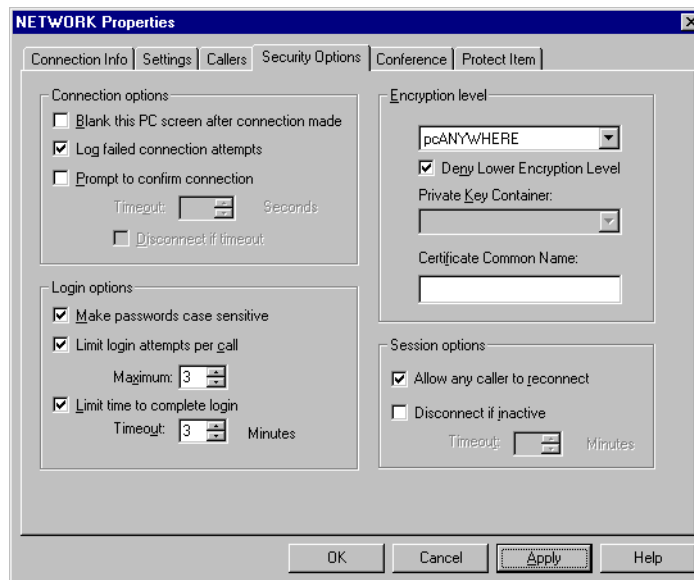 NETWORK Properties
Connection Info Settings Callers Security Options Conference Protect Item
Connection options
Blank this PC screen after connection made
Log failed connection attempts
Prompt to confirm connection
Timeout: Seconds
Disconnect if timeout
Login options
Make passwords case sensitive
Limit login attempts per call
Maximum: 3
Limit time to complete login
Timeout: 3 Minutes
Encryption level
pcANYWHERE
Deny Lower Encryption Level
Private Key Container:
Certificate Common Name:
Session options
Allow any caller to reconnect
Disconnect if inactive
Timeout: Minutes
OK Cancel Apply Help